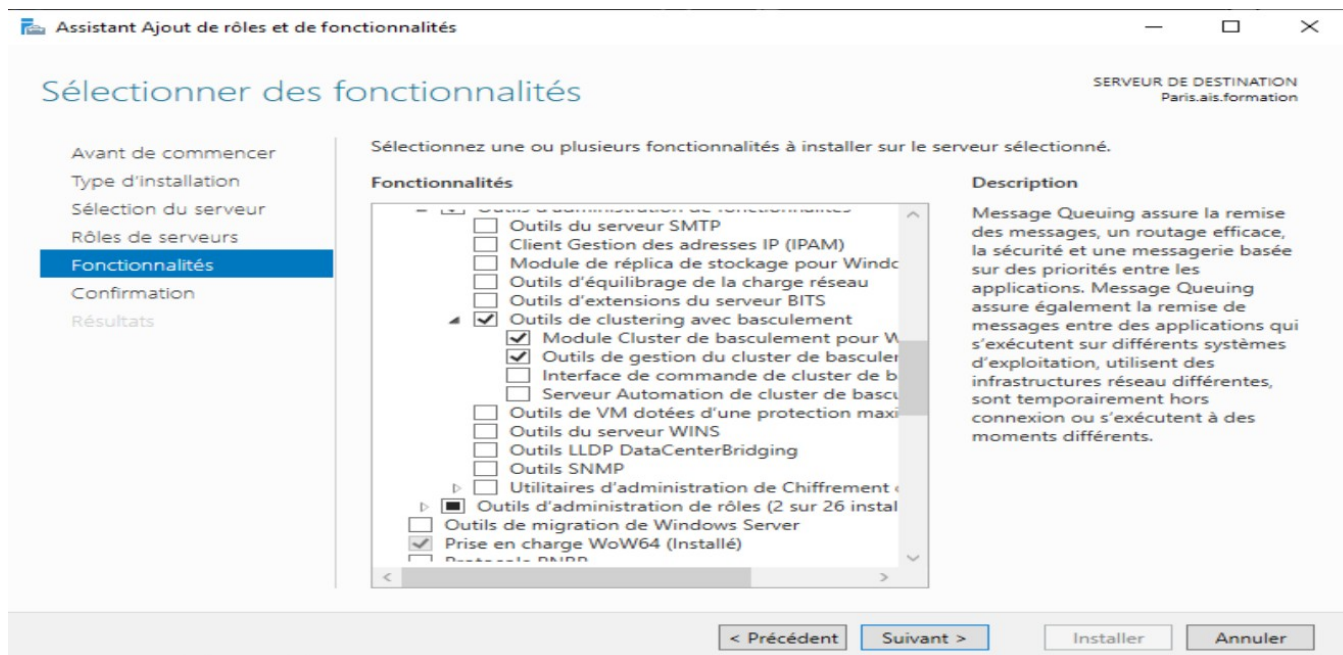 Assistant Ajout de rôles et de fonctionnalités
Sélectionner des fonctionnalités
SERVEUR DE DESTINATION
Paris.ais.formation
Avant de commencer
Type d'installation
Sélection du serveur
Rôles de serveurs
Fonctionnalités
Confirmation
Résultats
Sélectionnez une ou plusieurs fonctionnalités à installer sur le serveur sélectionné.
Fonctionnalités
Outils d'administration de fonctionnalités
Outils du serveur SMTP
Client Gestion des adresses IP (IPAM)
Module de réplica de stockage pour Windo
Outils d'équilibrage de la charge réseau
Outils d'extensions du serveur BITS
Outils de clustering avec basculement
Module Cluster de basculement pour W
Outils de gestion du cluster de basculer
Interface de commande de cluster de b
Serveur Automation de cluster de bascu
Outils de VM dotées d'une protection maxi
Outils du serveur WINS
Outils LLDP DataCenterBridging
Outils SNMP
Utilitaires d'administration de Chiffrement
Outils d'administration de rôles (2 sur 26 instal
Outils de migration de Windows Server
Prise en charge WoW64 (Installé)
Protocole PNRP
Description
Message Queuing assure la remise
des messages, un routage efficace,
la sécurité et une messagerie basée
sur des priorités entre les
applications. Message Queuing
assure également la remise de
messages entre des applications qui
s'exécutent sur différents systèmes
d'exploitation, utilisent des
infrastructures réseau différentes,
sont temporairement hors
connexion ou s'exécutent à des
moments différents.
< Précédent
Suivant >
Installer
Annuler